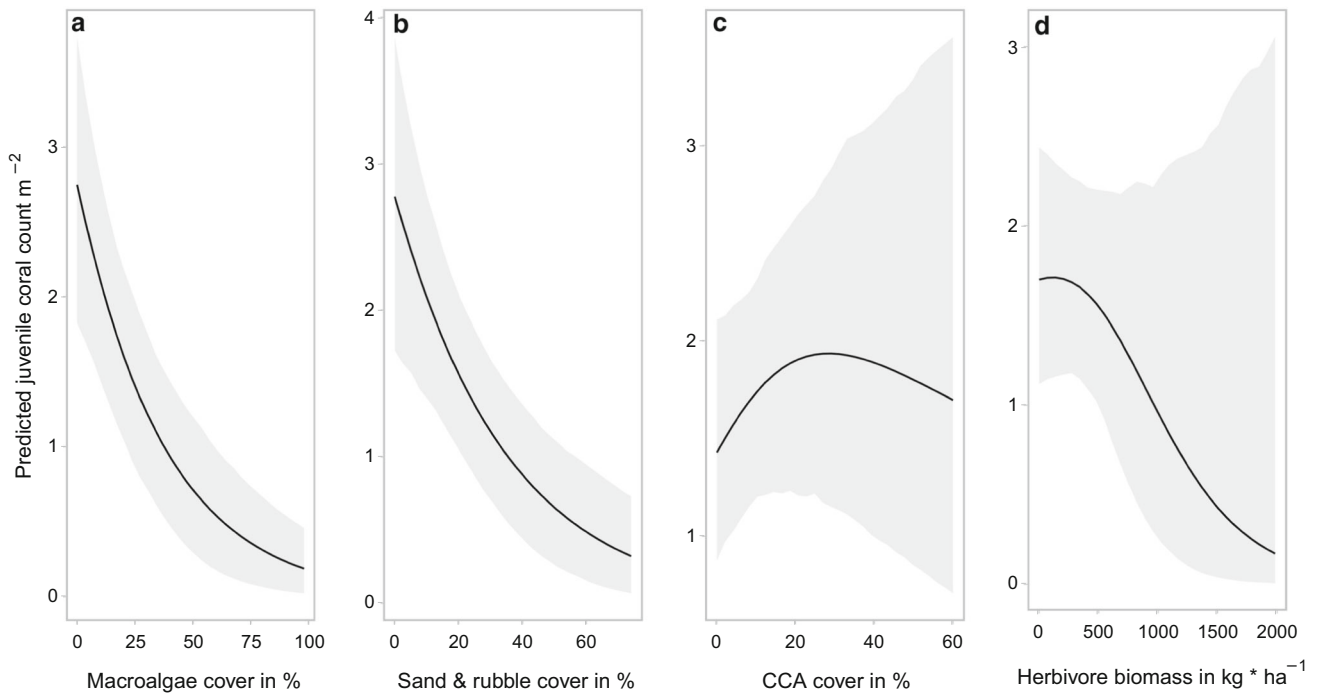 Predicted juvenile coral count m⁻²
a
3
2
1
0
0 25 50 75 100
Macroalgae cover in %
b
4
3
2
1
0
0 20 40 60
Sand & rubble cover in %
c
3
2
1
0 20 40 60
CCA cover in %
d
3
2
1
0
0 500 1000 1500 2000
Herbivore biomass in kg * ha⁻¹